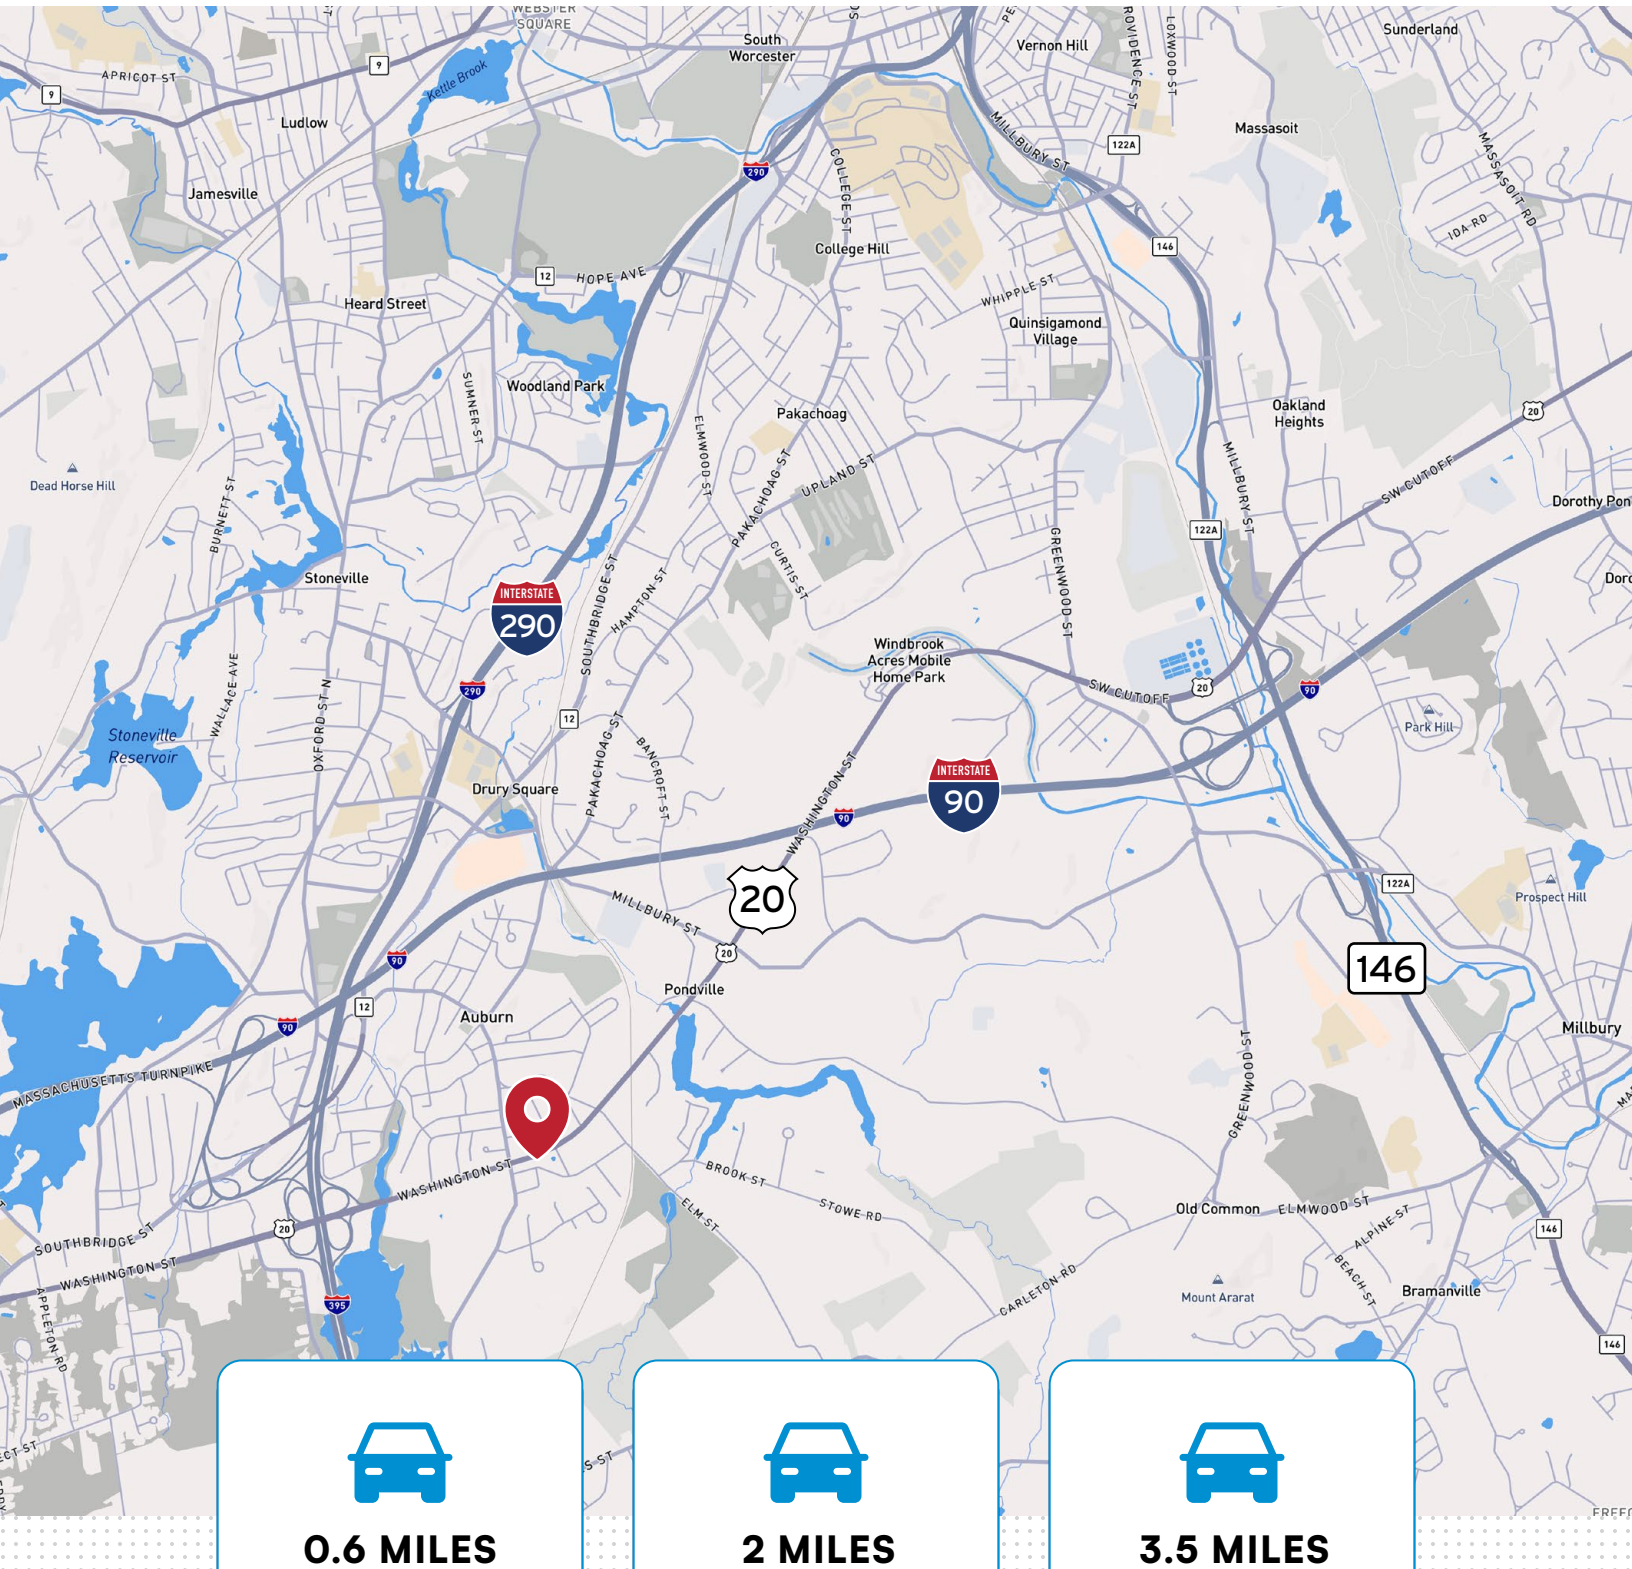 WEBSTER
SQUARE
South
Worcester
Vernon Hill
Sunderland
PROVIDENCE ST
LOXWOOD ST
APRICOT ST
9
9
Kettle Brook
Ludlow
MILLBURY ST
122A
Massasoit
MASSASOIT RD
IDA RD
290
COLLEGE ST
Jamesville
College Hill
146
12
HOPE AVE
Heard Street
WHIPPLE ST
Quinsigamond
Village
SUMNER ST
Woodland Park
Pakachoag
Oakland
Heights
20
ELMWOOD ST
PAKACHOAG ST
UPLAND ST
MILLBURY ST
SW CUTOFF
Dead Horse Hill
BURNETT ST
Dorothy Pon
122A
GREENWOOD ST
CURTIS ST
Stoneville
Doro
INTERSTATE
290
SOUTHBRIDGE ST
HAMPTON ST
Windbrook
Acres Mobile
Home Park
WALLACE AVE
OXFORD ST N
290
SW CUTOFF
20
90
12
PAKACHOAG ST
BANCROFT ST
Park Hill
Stoneville
Reservoir
WASHINGTON ST
INTERSTATE
90
Drury Square
90
20
MILLBURY ST
122A
Prospect Hill
20
90
146
Pondville
12
Auburn
90
Millbury
MASSACHUSETTS TURNPIKE
GREENWOOD ST
WASHINGTON ST
BROOK ST
STOWE RD
ELM ST
Old Common
ELMWOOD ST
ALPINE ST
BEACH ST
146
20
SOUTHBRIDGE ST
WASHINGTON ST
APPLETON RD
CARLETON RD
Mount Ararat
Bramanville
395
146
ECT ST
S ST
0.6 MILES
2 MILES
3.5 MILES